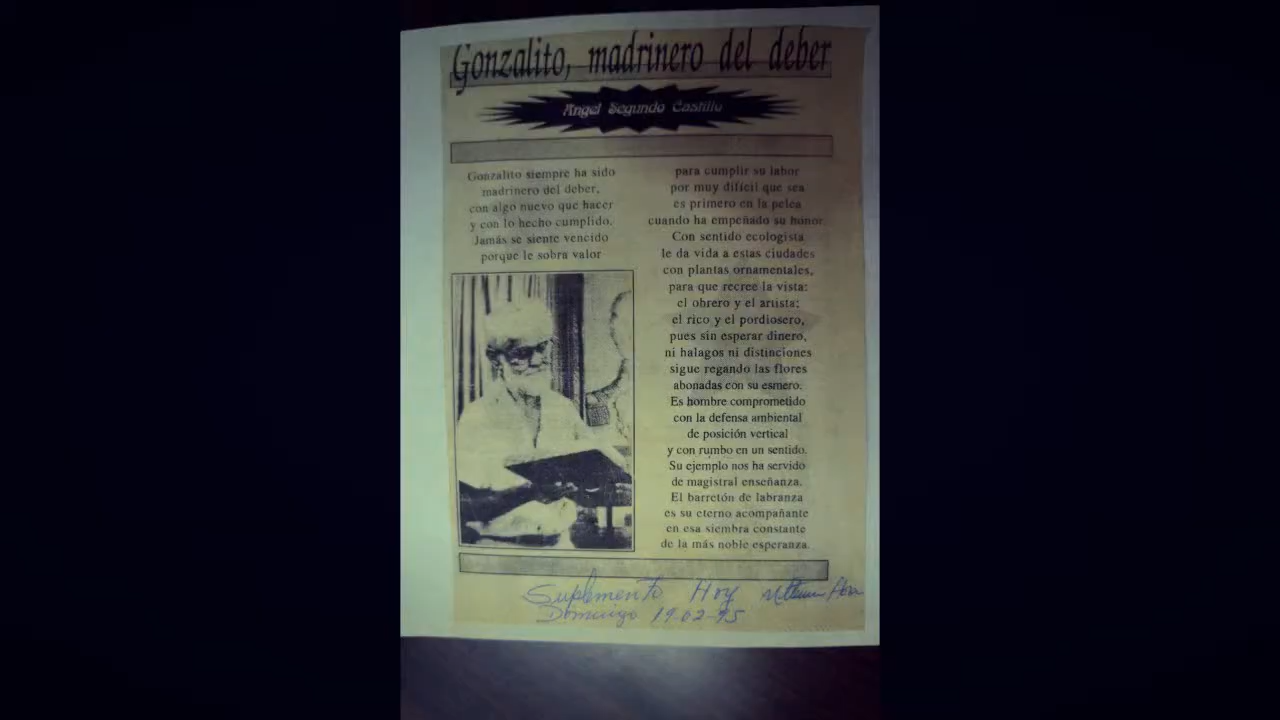 Gonzalito, madrinero del deber
Angel Segundo Castillo
Gonzalito siempre ha sido
madrinero del deber,
con algo nuevo que hacer
y con lo hecho cumplido.
Jamás se siente vencido
porque le sobra valor
para cumplir su labor
por muy difícil que sea
es primero en la pelea
cuando ha empeñado su honor.
Con sentido ecologista
le da vida a estas ciudades
con plantas ornamentales,
para que recree la vista:
el obrero y el artista;
el rico y el pordiosero,
pues sin esperar dinero,
ni halagos ni distinciones
sigue regando las flores
abonadas con su esmero.
Es hombre comprometido
con la defensa ambiental
de posición vertical
y con rumbo en un sentido.
Su ejemplo nos ha servido
de magistral enseñanza.
El barretón de labranza
es su eterno acompañante
en esa siembra constante
de la más noble esperanza.
Suplemento Hoy
Domingo 19-02-95